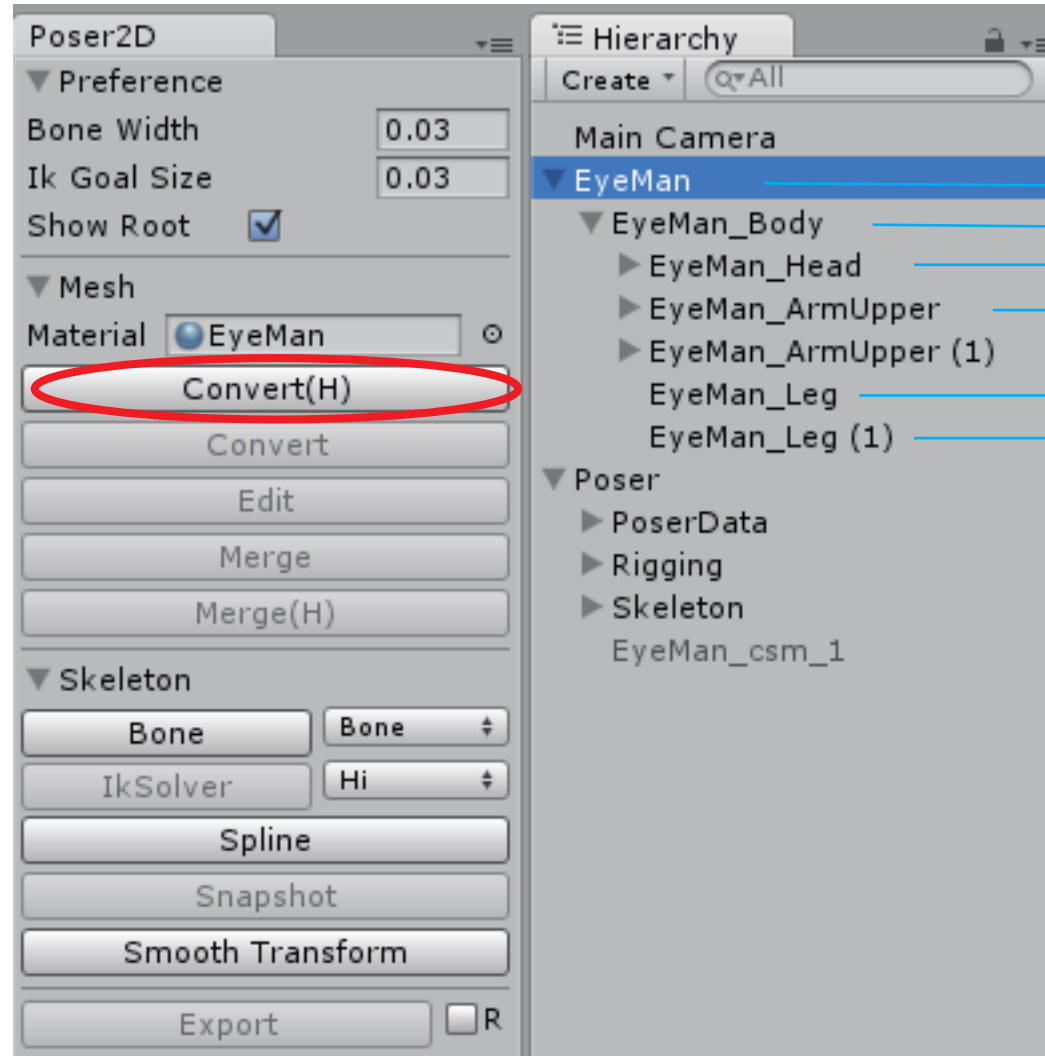 Poser2D
Preference
Bone Width 0.03
Ik Goal Size 0.03
Show Root
Mesh
Material EyeMan
Convert(H)
Convert
Edit
Merge
Merge(H)
Skeleton
Bone Bone
IkSolver Hi
Spline
Snapshot
Smooth Transform
Export R
Hierarchy
Create All
Main Camera
EyeMan
EyeMan_Body
EyeMan_Head
EyeMan_ArmUpper
EyeMan_ArmUpper (1)
EyeMan_Leg
EyeMan_Leg (1)
Poser
PoserData
Rigging
Skeleton
EyeMan_csm_1